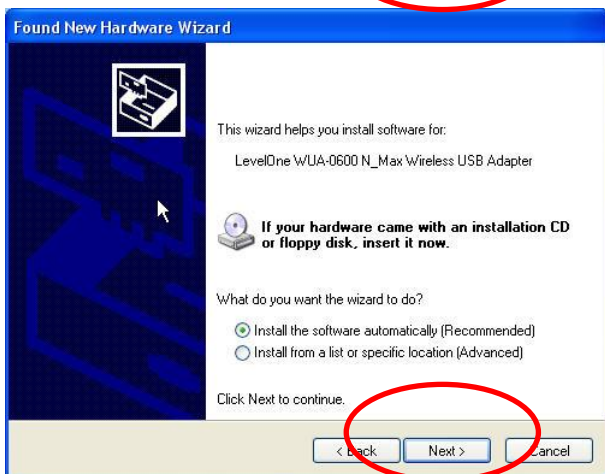 Found New Hardware Wizard
This wizard helps you install software for:
LevelOne WUA-0600 N_Max Wireless USB Adapter
If your hardware came with an installation CD
or floppy disk, insert it now.
What do you want the wizard to do?
Install the software automatically (Recommended)
Install from a list or specific location (Advanced)
Click Next to continue.
< Back Next > Cancel